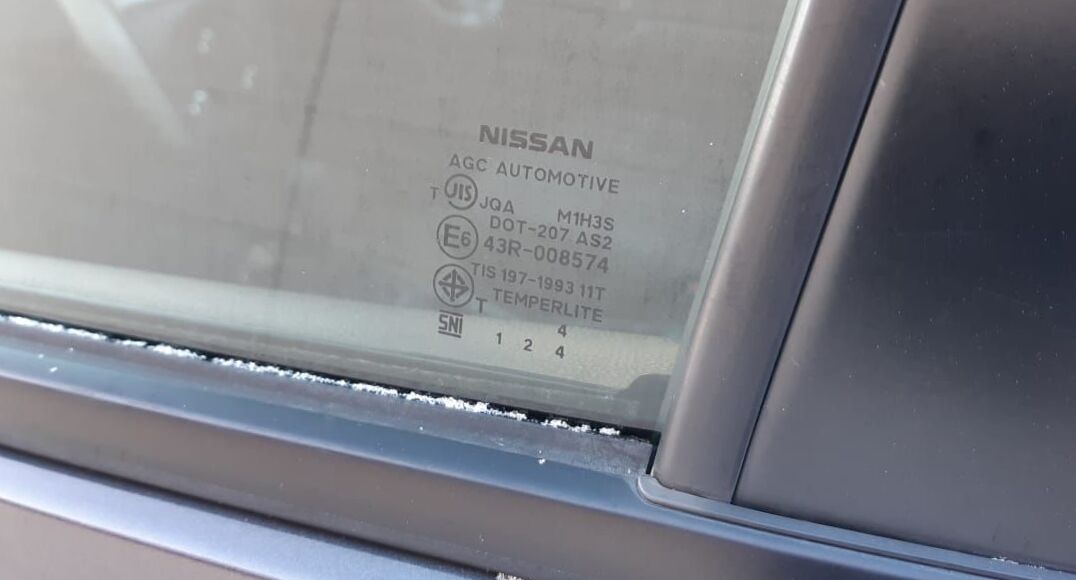 NISSAN
AGC AUTOMOTIVE
T JIS JQA M1H3S
DOT-207 AS2
E6 43R-008574
TIS 197-1993 11T
T TEMPERLITE
SNI 4
1 2 4